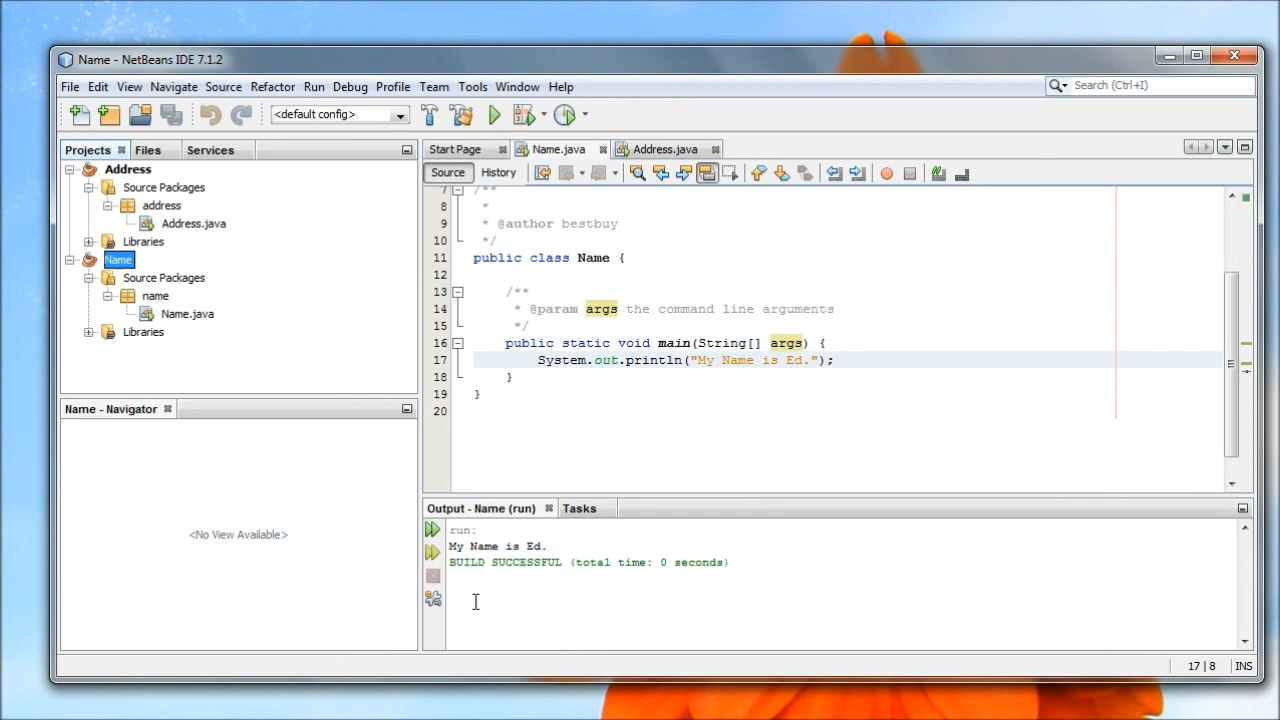 Name - NetBeans IDE 7.1.2
File Edit View Navigate Source Refactor Run Debug Profile Team Tools Window Help
Search (Ctrl+I)
<default config>
Projects Files Services
Address
Source Packages
address
Address.java
Libraries
Name
Source Packages
name
Name.java
Libraries
Name - Navigator
<No View Available>
Start Page Name.java Address.java
Source History
7 /**
8 *
9 * @author bestbuy
10 */
11 public class Name {
12
13 /**
14 * @param args the command line arguments
15 */
16 public static void main(String[] args) {
17 System.out.println("My Name is Ed.");
18 }
19 }
20
Output - Name (run) Tasks
run:
My Name is Ed.
BUILD SUCCESSFUL (total time: 0 seconds)
17 | 8 INS